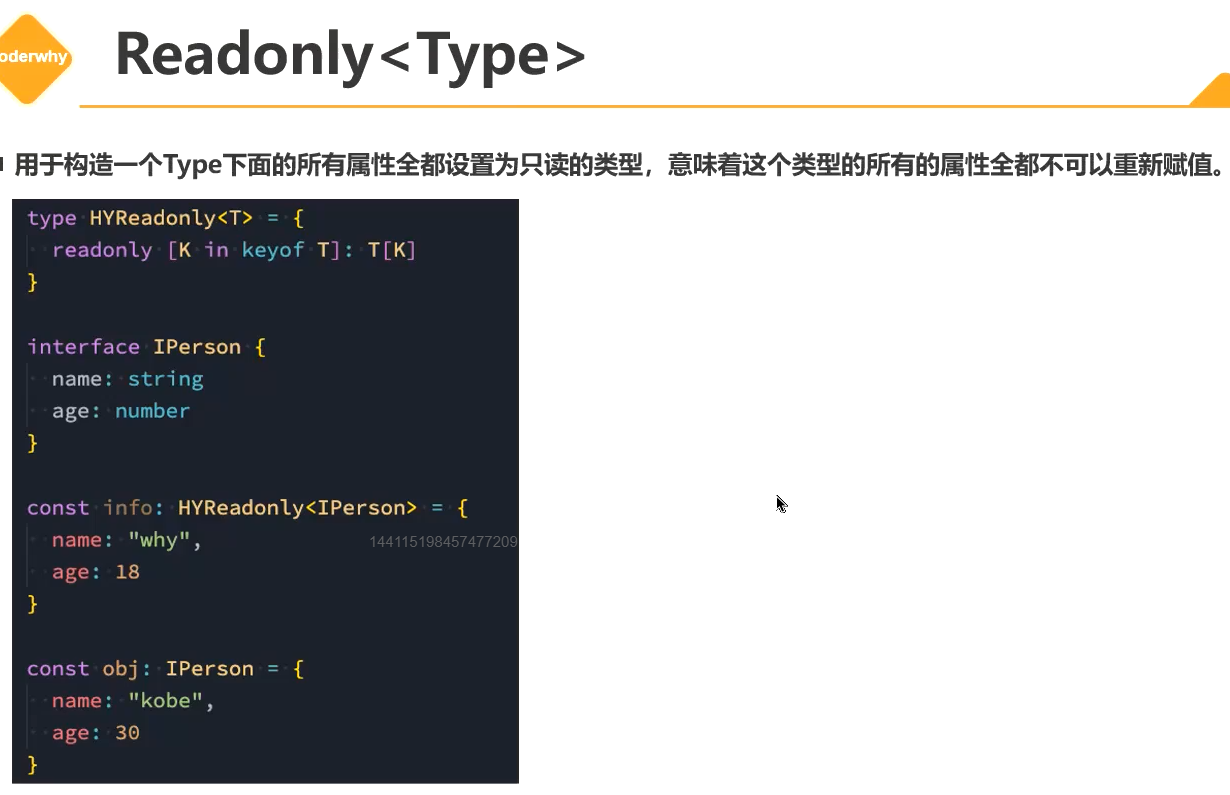 oderwhy
Readonly<Type>
用于构造一个Type下面的所有属性全都设置为只读的类型，意味着这个类型的所有的属性全都不可以重新赋值。
type HYReadonly<T> = {
  readonly [K in keyof T]: T[K]
}
interface IPerson {
  name: string
  age: number
}
const info: HYReadonly<IPerson> = {
  name: "why",
144115198457477209
  age: 18
}
const obj: IPerson = {
  name: "kobe",
  age: 30
}